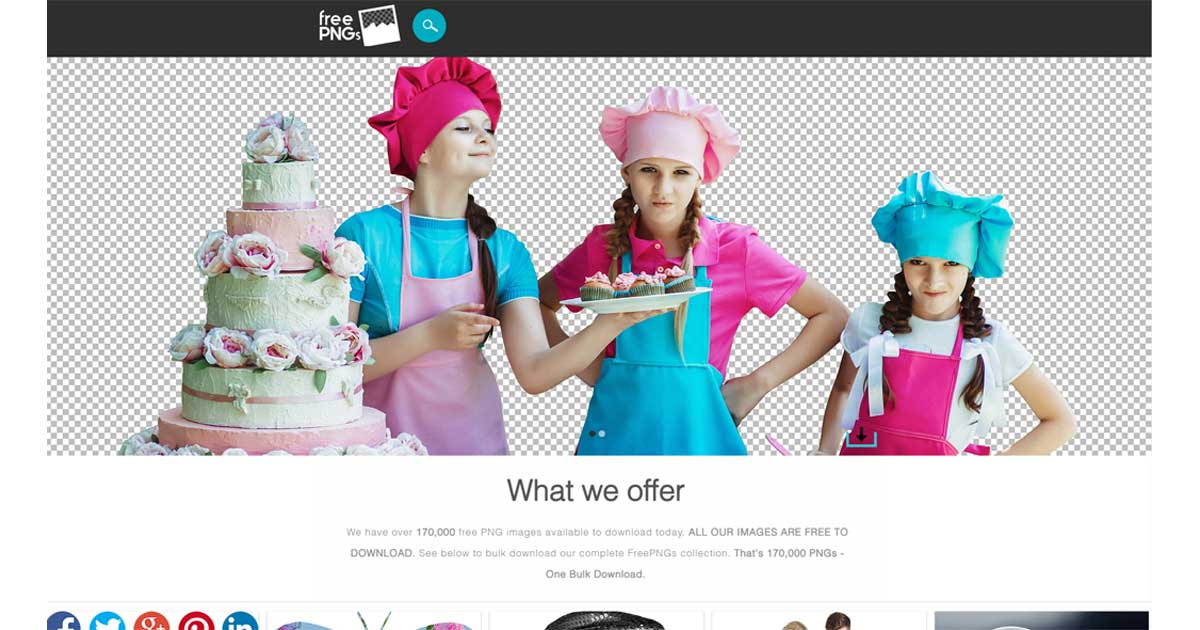 free
PNGs
What we offer
We have over 170,000 free PNG images available to download today. ALL OUR IMAGES ARE FREE TO
DOWNLOAD. See below to bulk download our complete FreePNGs collection. That's 170,000 PNGs -
One Bulk Download.
f
g+
in